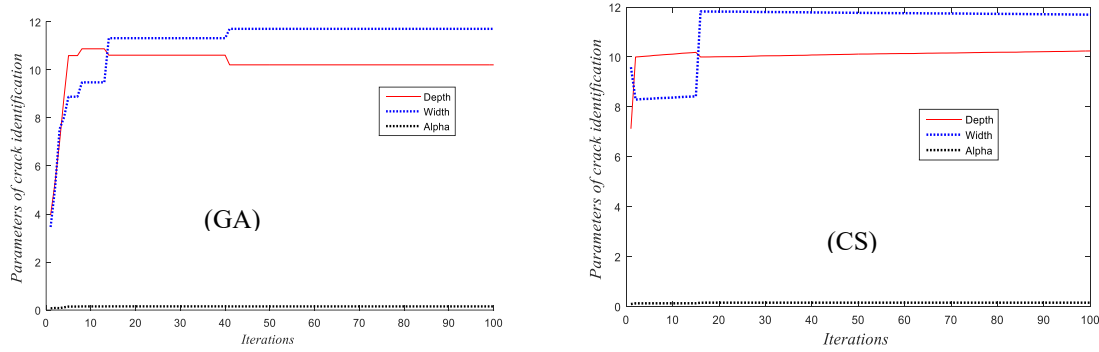 Parameters of crack identification
12
10
8
6
4
2
0
0 10 20 30 40 50 60 70 80 90 100
Iterations
Depth
Width
Alpha
(GA)
Parameters of crack identification
12
10
8
6
4
2
0
0 10 20 30 40 50 60 70 80 90 100
Iterations
Depth
Width
Alpha
(CS)